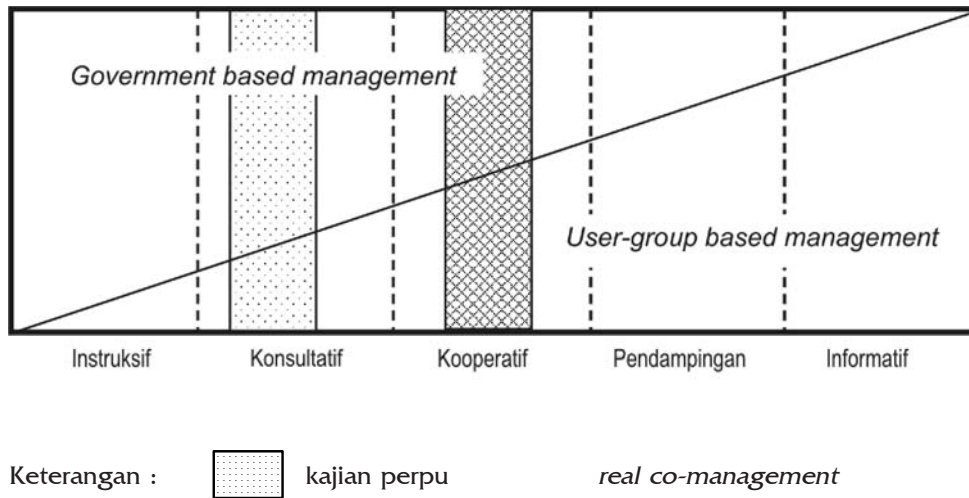 Government based management
User-group based management
Instruksif Konsultatif Kooperatif Pendampingan Informatif
Keterangan : kajian perpu real co-management